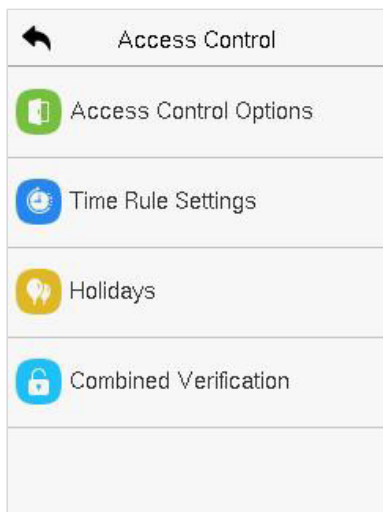 Access Control
Access Control Options
Time Rule Settings
Holidays
Combined Verification